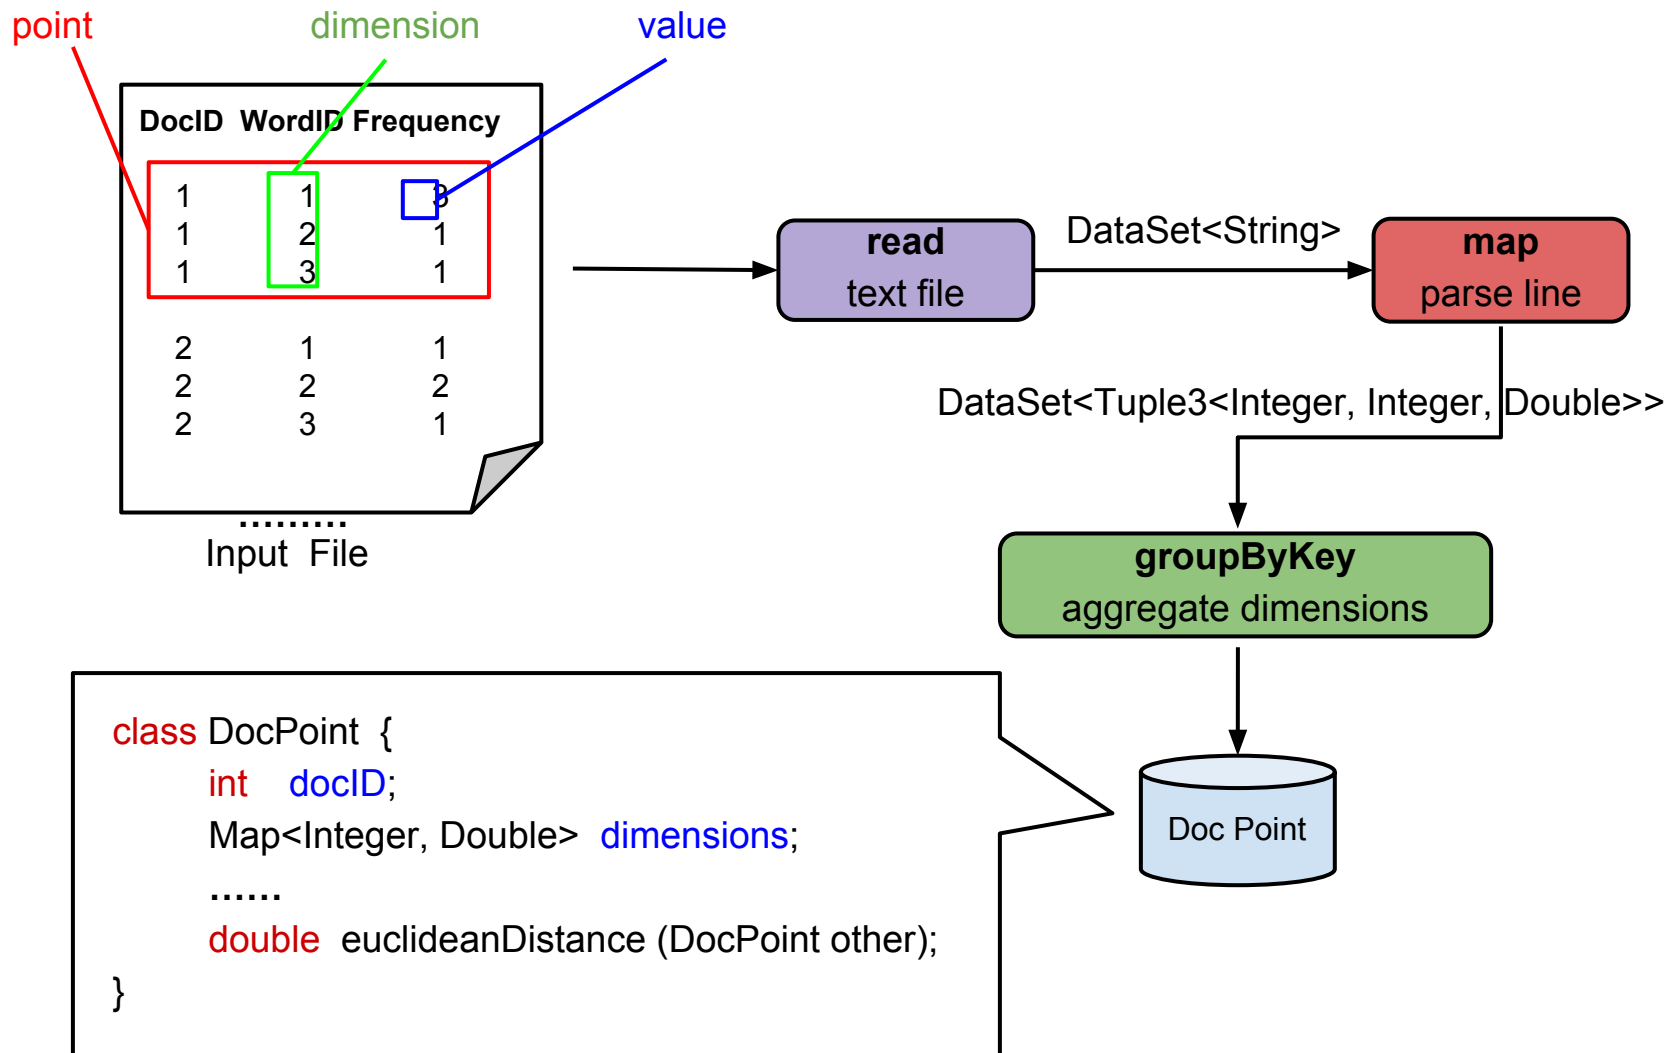 point dimension value
DocID WordID Frequency
1 1 3
1 2 1
1 3 1
2 1 1
2 2 2
2 3 1
.........
Input File
read
text file
DataSet<String>
map
parse line
DataSet<Tuple3<Integer, Integer, Double>>
groupByKey
aggregate dimensions
Doc Point
class DocPoint {
int docID;
Map<Integer, Double> dimensions;
......
double euclideanDistance (DocPoint other);
}